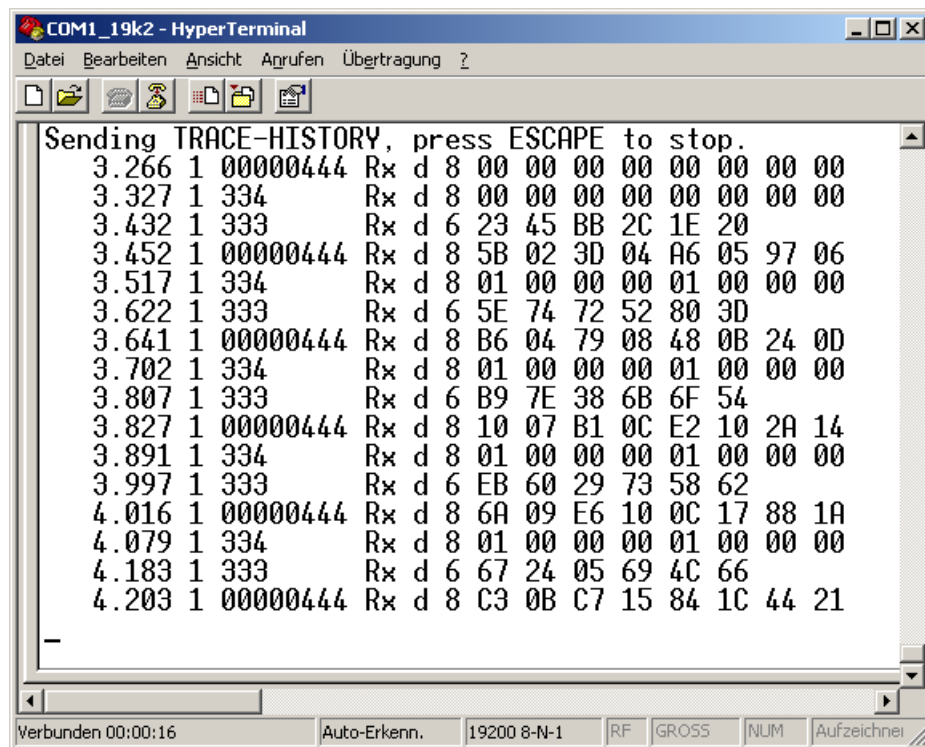 COM1_19k2 - HyperTerminal
Datei Bearbeiten Ansicht Anrufen Übertragung ?
Sending TRACE-HISTORY, press ESCAPE to stop.
3.266 1 00000444 Rx d 8 00 00 00 00 00 00 00 00
3.327 1 334 Rx d 8 00 00 00 00 00 00 00 00
3.432 1 333 Rx d 6 23 45 BB 2C 1E 20
3.452 1 00000444 Rx d 8 5B 02 3D 04 A6 05 97 06
3.517 1 334 Rx d 8 01 00 00 00 01 00 00 00
3.622 1 333 Rx d 6 5E 74 72 52 80 3D
3.641 1 00000444 Rx d 8 B6 04 79 08 48 0B 24 0D
3.702 1 334 Rx d 8 01 00 00 00 01 00 00 00
3.807 1 333 Rx d 6 B9 7E 38 6B 6F 54
3.827 1 00000444 Rx d 8 10 07 B1 0C E2 10 2A 14
3.891 1 334 Rx d 8 01 00 00 00 01 00 00 00
3.997 1 333 Rx d 6 EB 60 29 73 58 62
4.016 1 00000444 Rx d 8 6A 09 E6 10 0C 17 88 1A
4.079 1 334 Rx d 8 01 00 00 00 01 00 00 00
4.183 1 333 Rx d 6 67 24 05 69 4C 66
4.203 1 00000444 Rx d 8 C3 0B C7 15 84 1C 44 21
_
Verbunden 00:00:16 Auto-Erkenn. 19200 8-N-1 RF GROSS NUM Aufzeichner